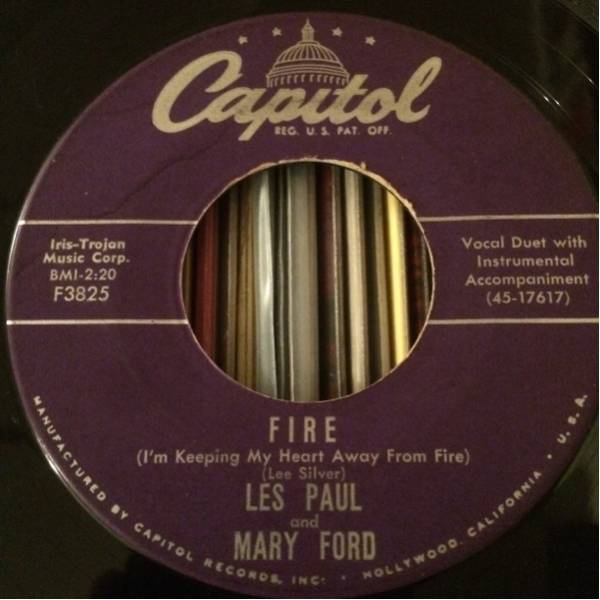 Capitol
REG. U.S. PAT. OFF.
Iris-Trojan
Music Corp.
BMI-2:20
F3825
Vocal Duet with
Instrumental
Accompaniment
(45-17617)
FIRE
(I'm Keeping My Heart Away From Fire)
(Lee Silver)
LES PAUL
and
MARY FORD
MANUFACTURED BY CAPITOL RECORDS, INC. • HOLLYWOOD, CALIFORNIA • U.S.A.